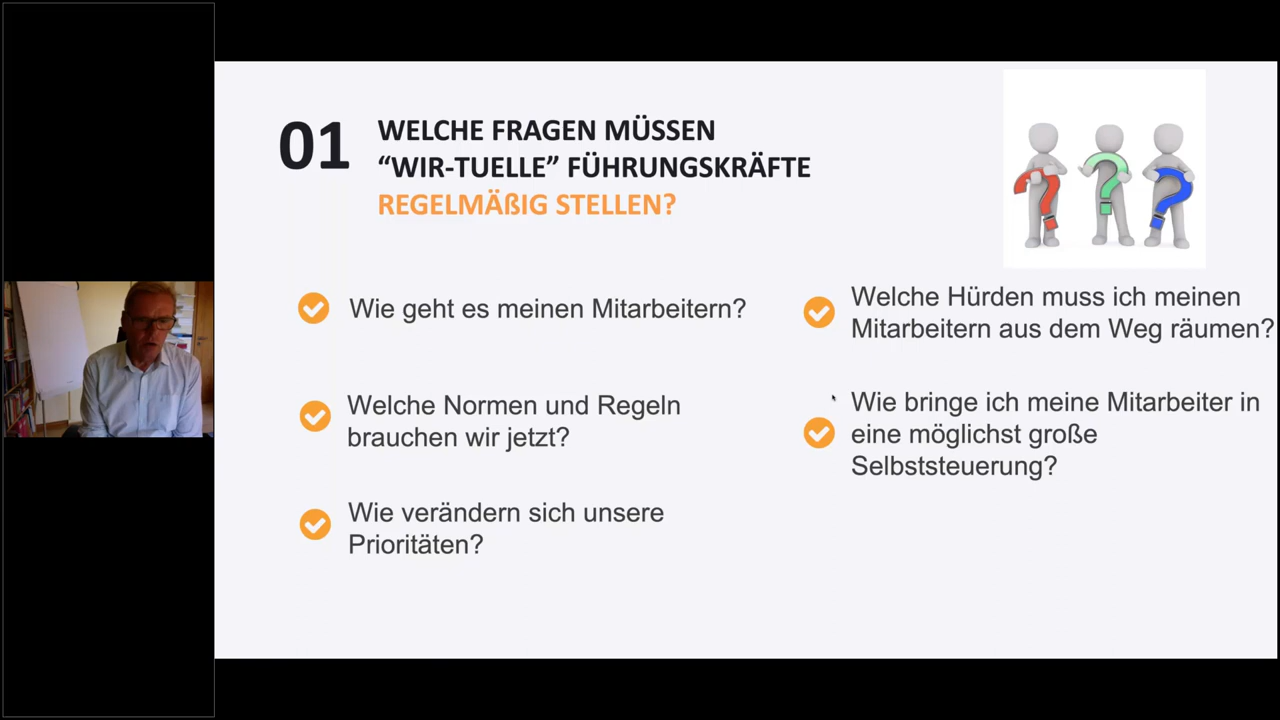 01
WELCHE FRAGEN MÜSSEN
“WIR-TUELLE” FÜHRUNGSKRÄFTE
REGELMÄßIG STELLEN?
Wie geht es meinen Mitarbeitern?
Welche Normen und Regeln
brauchen wir jetzt?
Wie verändern sich unsere
Prioritäten?
Welche Hürden muss ich meinen
Mitarbeitern aus dem Weg räumen?
Wie bringe ich meine Mitarbeiter in
eine möglichst große
Selbststeuerung?